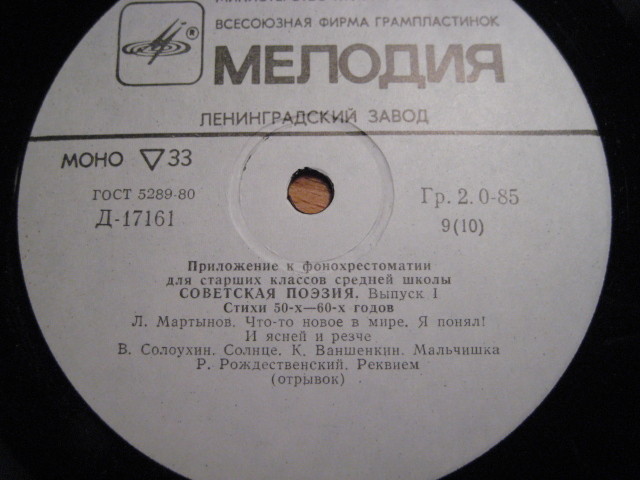 ВСЕСОЮЗНАЯ ФИРМА ГРАМПЛАСТИНОК
®
МЕЛОДИЯ
ЛЕНИНГРАДСКИЙ ЗАВОД
МОНО ▽ 33
ГОСТ 5289-80
Д-17161
Гр. 2. 0-85
9(10)
Приложение к фонохрестоматии
для старших классов средней школы
СОВЕТСКАЯ ПОЭЗИЯ. Выпуск I
Стихи 50-х—60-х годов
Л. Мартынов. Что-то новое в мире. Я понял!
И ясней и резче
В. Солоухин. Солнце. К. Ваншенкин. Мальчишка
Р. Рождественский. Реквием
(отрывок)